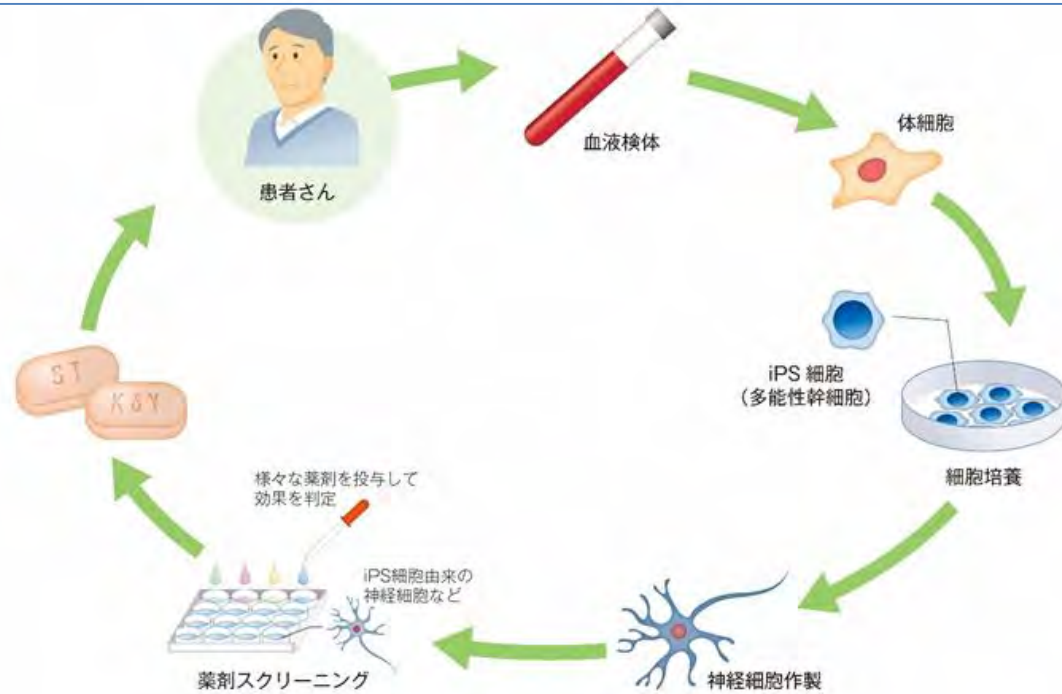 患者さん
血液検体
体細胞
iPS 細胞
（多能性幹細胞）
細胞培養
神経細胞作製
iPS細胞由来の
神経細胞など
様々な薬剤を投与して
効果を判定
薬剤スクリーニング
ST
K&Y